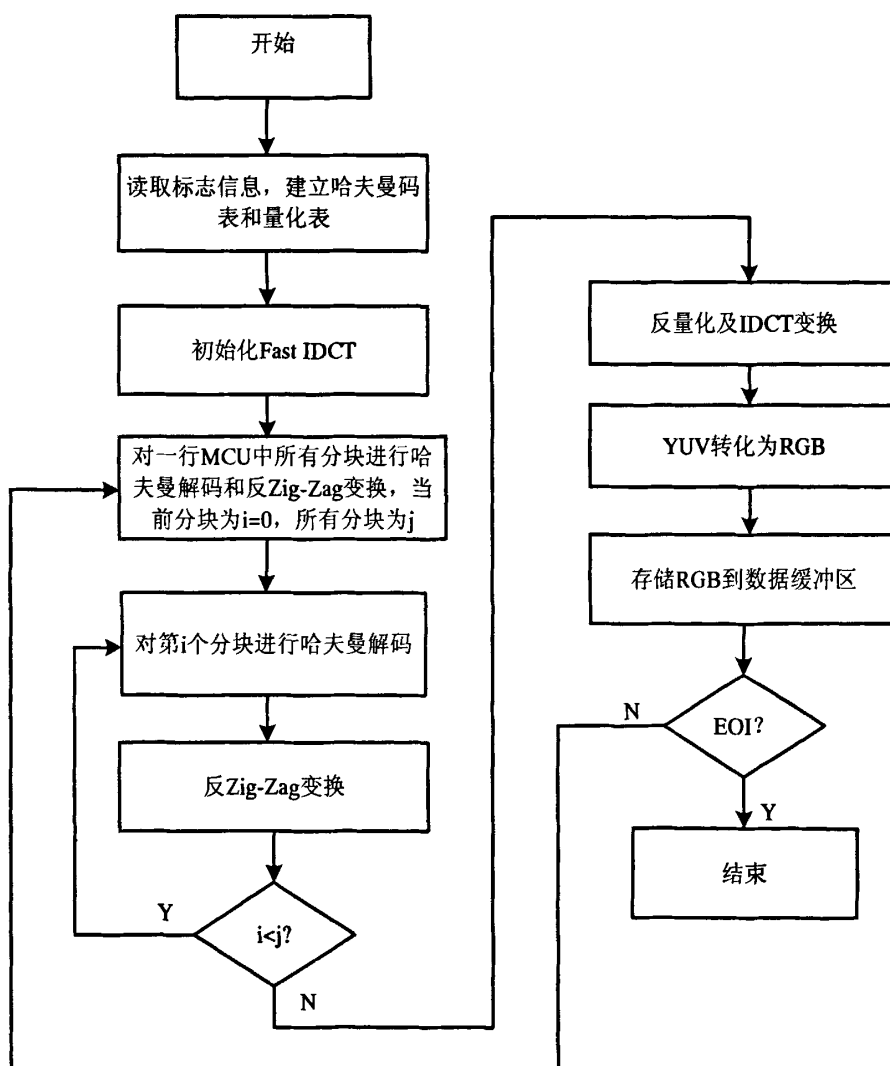 开始
读取标志信息，建立哈夫曼码
表和量化表
初始化Fast IDCT
对一行MCU中所有分块进行哈
夫曼解码和反Zig-Zag变换，当
前分块为i=0，所有分块为j
对第i个分块进行哈夫曼解码
反Zig-Zag变换
Y
i<j?
N
反量化及IDCT变换
YUV转化为RGB
存储RGB到数据缓冲区
N
EOI?
Y
结束